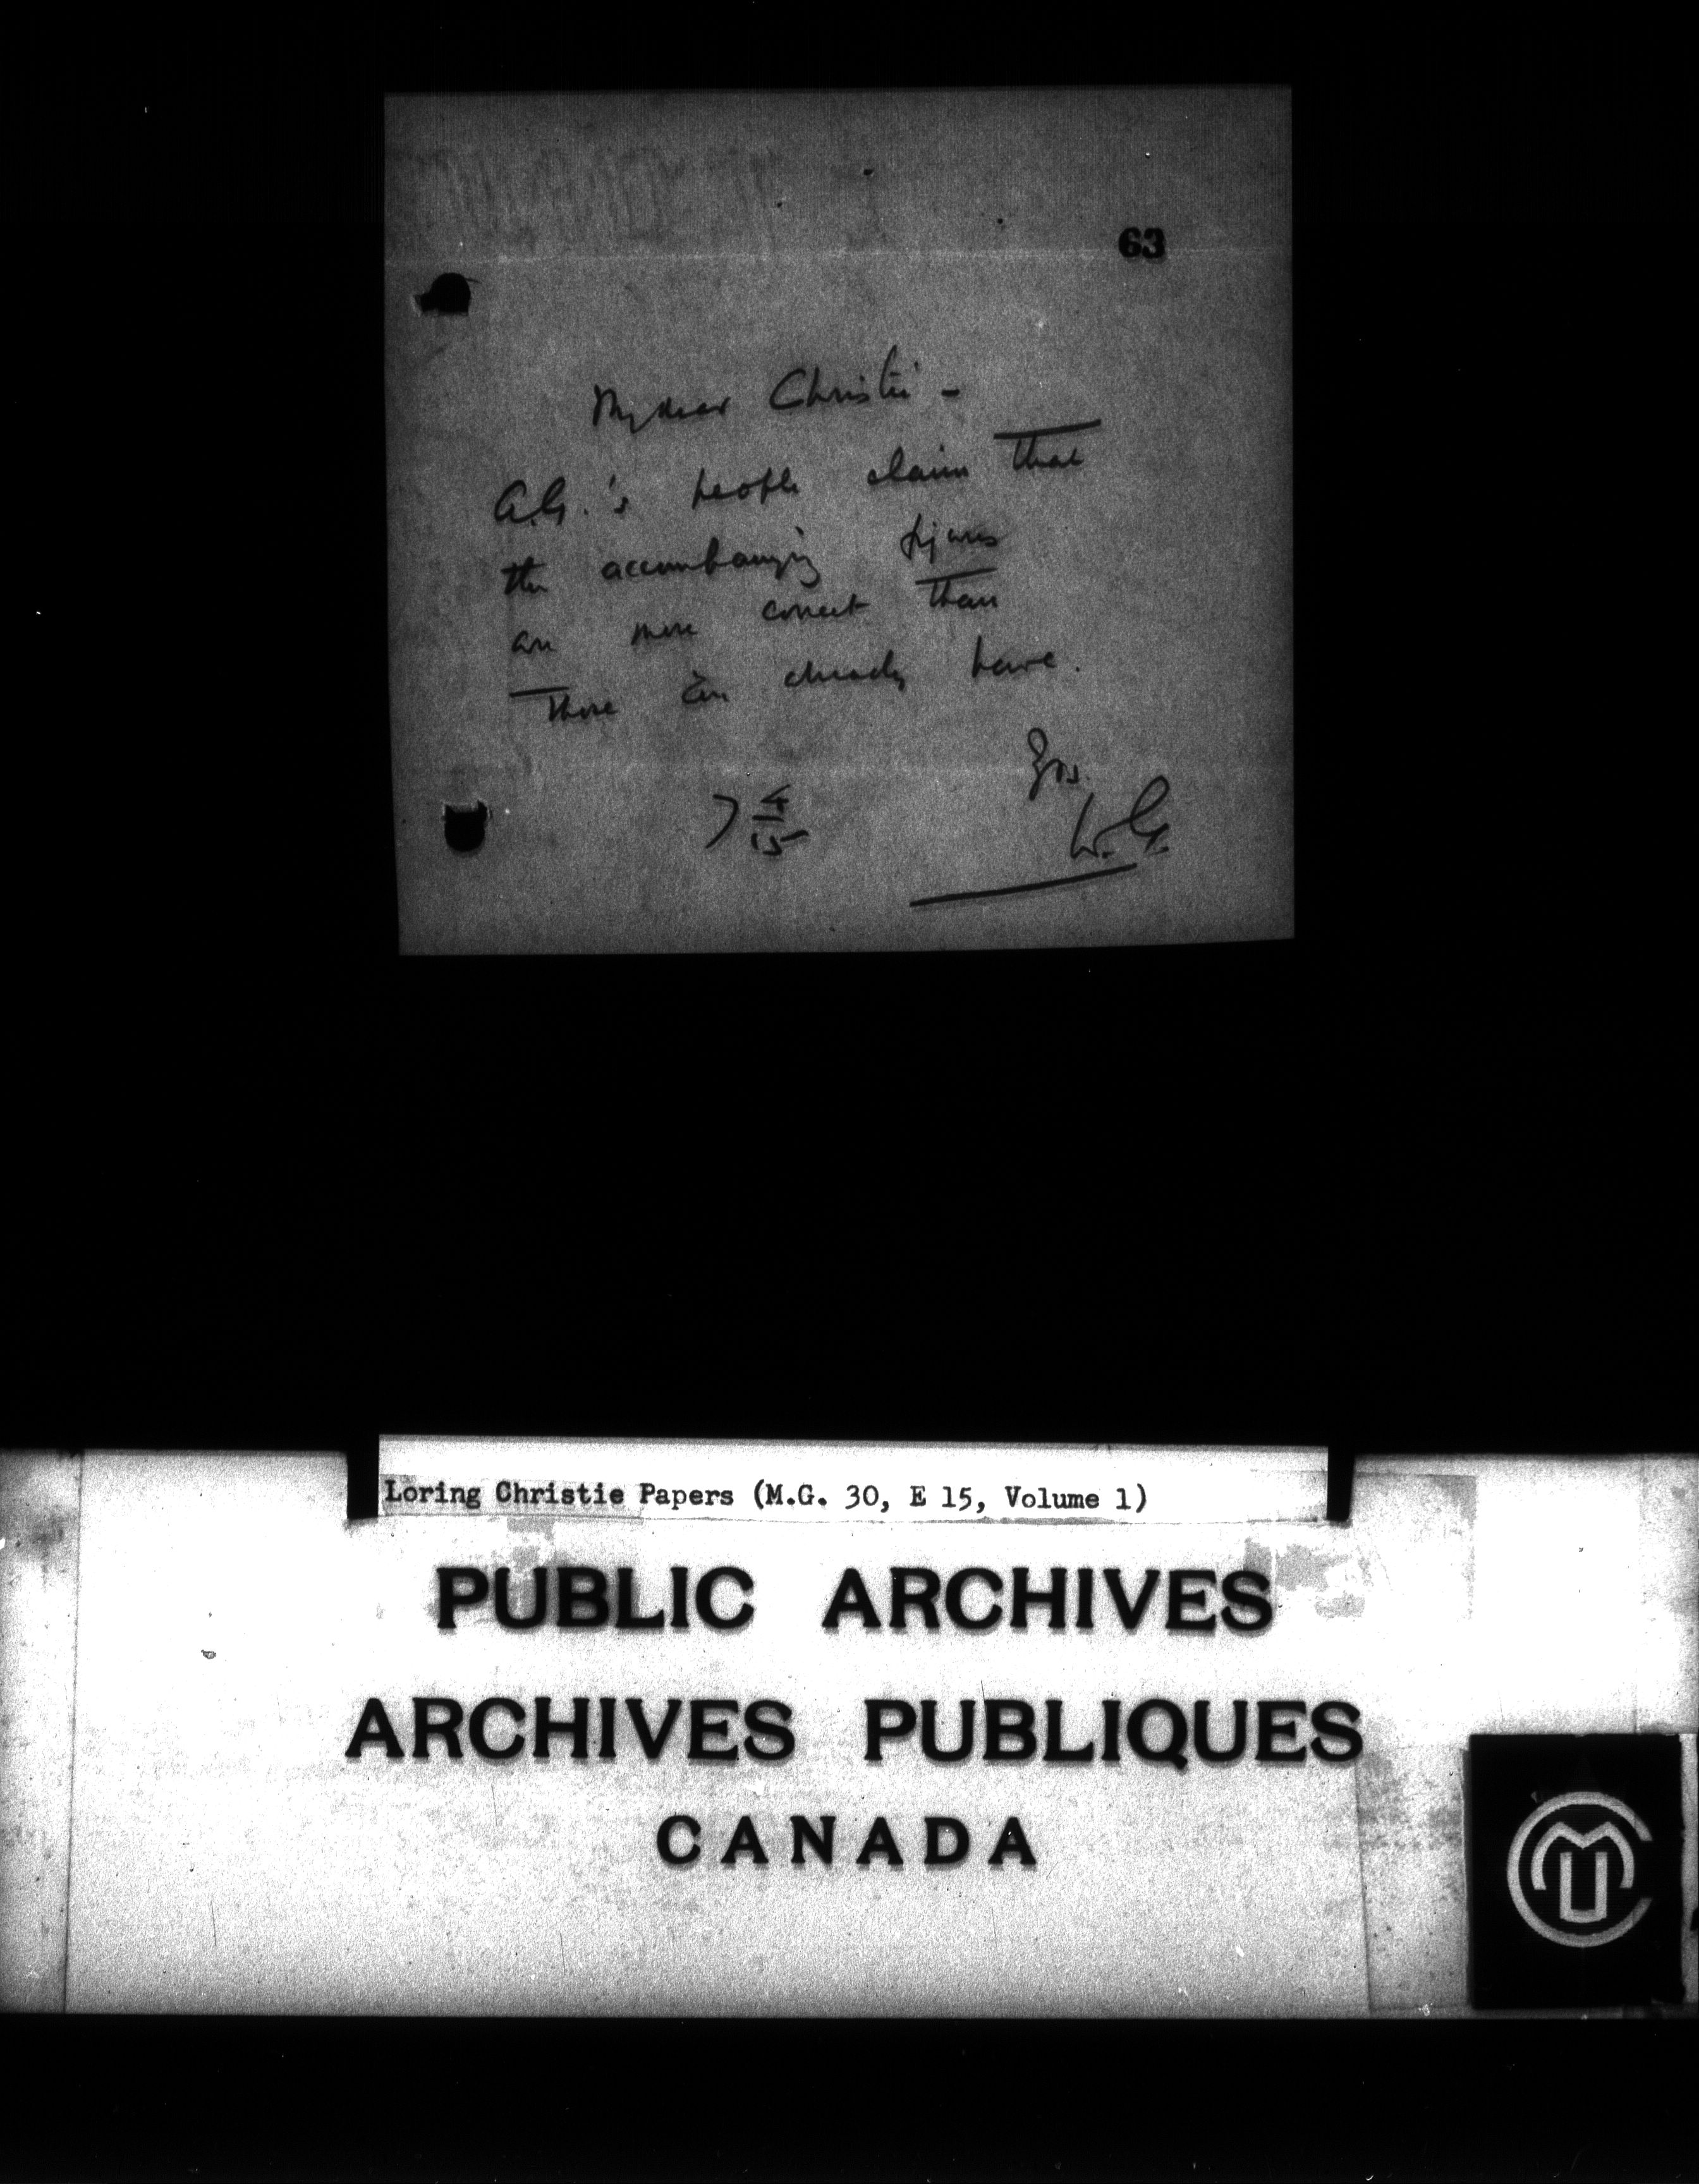 63
My dear Christie -
A.G.'s people claim that
the accompanying figures
are more correct than
those you already have.
Yrs.
W.G.
7 4/15
Loring Christie Papers (M.G. 30, E 15, Volume 1)
PUBLIC ARCHIVES
ARCHIVES PUBLIQUES
CANADA